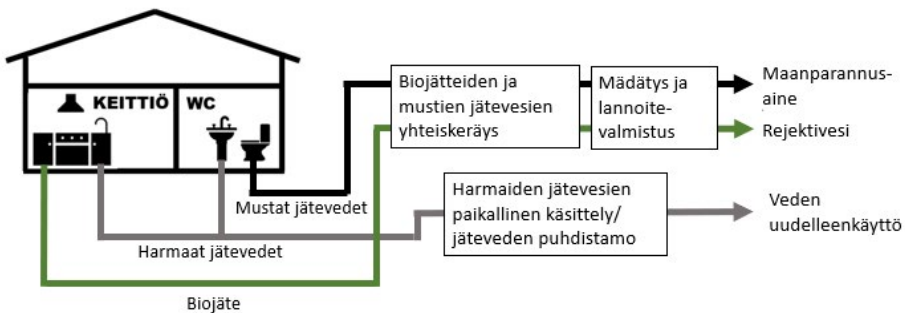 KEITTIÖ
WC
Biojätteiden ja
mustien jätevesien
yhteiskeräys
Mädätys ja
lannoite-
valmistus
Maanparannus-
aine
Rejektivesi
Mustat jätevedet
Harmaiden jätevesien
paikallinen käsittely/
jäteveden puhdistamo
Veden
uudelleenkäyttö
Harmaat jätevedet
Biojäte